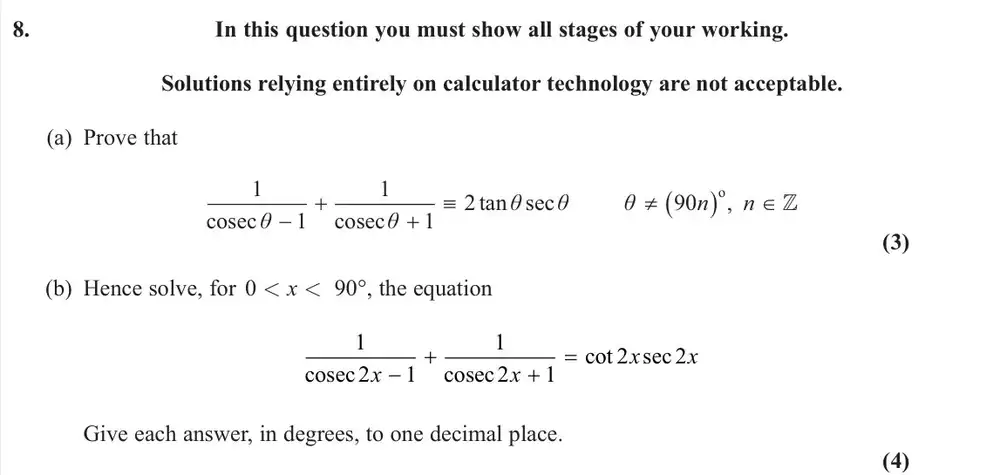 8. In this question you must show all stages of your working.
Solutions relying entirely on calculator technology are not acceptable.
(a) Prove that
1/(cosec θ − 1) + 1/(cosec θ + 1) ≡ 2 tan θ sec θ θ ≠ (90n)°, n ∈ ℤ
(3)
(b) Hence solve, for 0 < x < 90°, the equation
1/(cosec 2x − 1) + 1/(cosec 2x + 1) = cot 2x sec 2x
Give each answer, in degrees, to one decimal place.
(4)